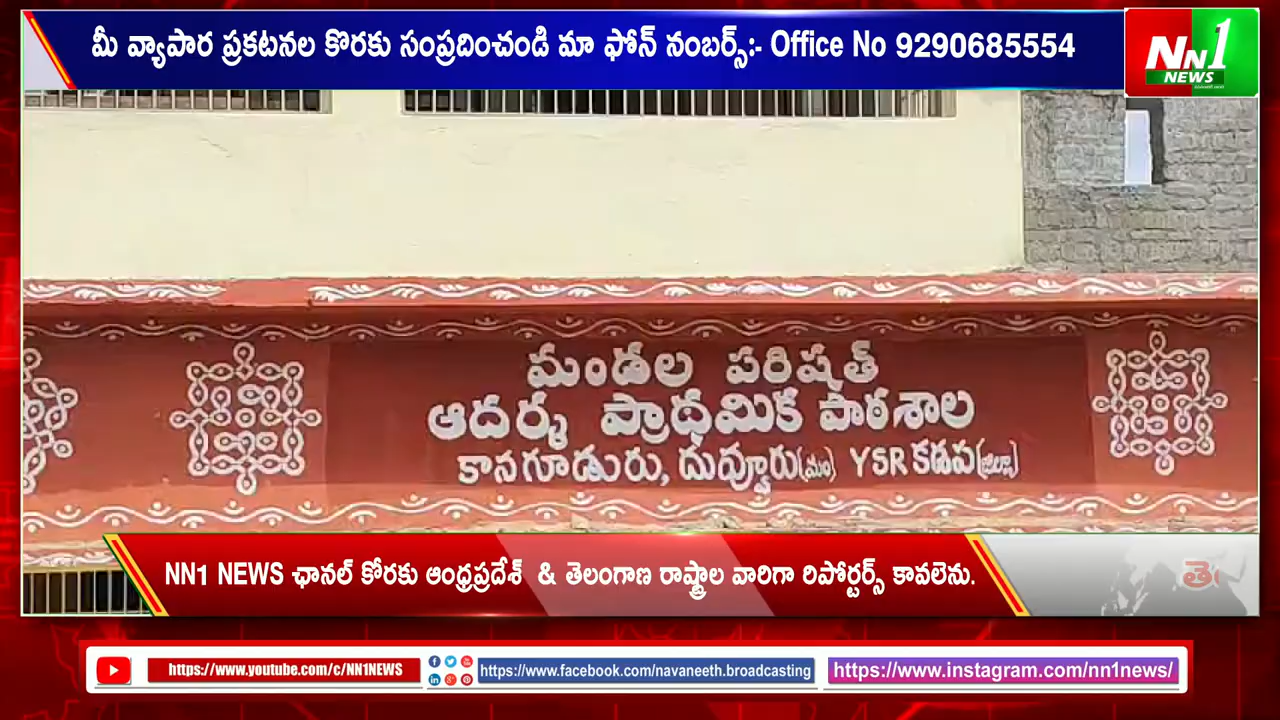 మీ వ్యాపార ప్రకటనల కొరకు సంప్రదించండి మా ఫోన్ నంబర్స్:- Office No 9290685554
NN1
NEWS
మండల పరిషత్
ఆదర్శ ప్రాథమిక పాఠశాల
కానగూడురు, దువ్వూరు(మం) YSR కడప(జిల్లా)
NN1 NEWS ఛానల్ కోరకు ఆంధ్రప్రదేశ్ & తెలంగాణ రాష్ట్రాల వారిగా రిపోర్టర్స్ కావలెను.
https://www.youtube.com/c/NN1NEWS
https://www.facebook.com/navaneeth.broadcasting
https://www.instagram.com/nn1news/